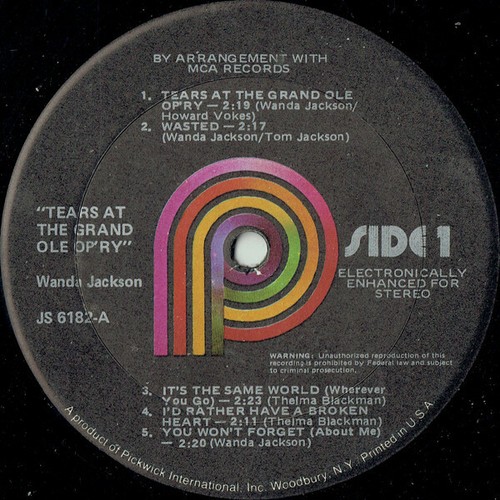 BY ARRANGEMENT WITH
MCA RECORDS
1. TEARS AT THE GRAND OLE
OP'RY — 2:19 (Wanda Jackson/
Howard Vokes)
2. WASTED — 2:17
(Wanda Jackson/Tom Jackson)
"TEARS AT
THE GRAND
OLE OP'RY"
Wanda Jackson
JS 6182-A
SIDE 1
ELECTRONICALLY
ENHANCED FOR
STEREO
WARNING: Unauthorized reproduction of this
recording is prohibited by Federal law and subject
to criminal prosecution.
3. IT'S THE SAME WORLD (Wherever
You Go) — 2:23 (Thelma Blackman)
4. I'D RATHER HAVE A BROKEN
HEART — 2:11 (Thelma Blackman)
5. YOU WON'T FORGET (About Me) —
— 2:20 (Wanda Jackson)
A product of Pickwick International, Inc. Woodbury, N.Y. Printed in U.S.A.